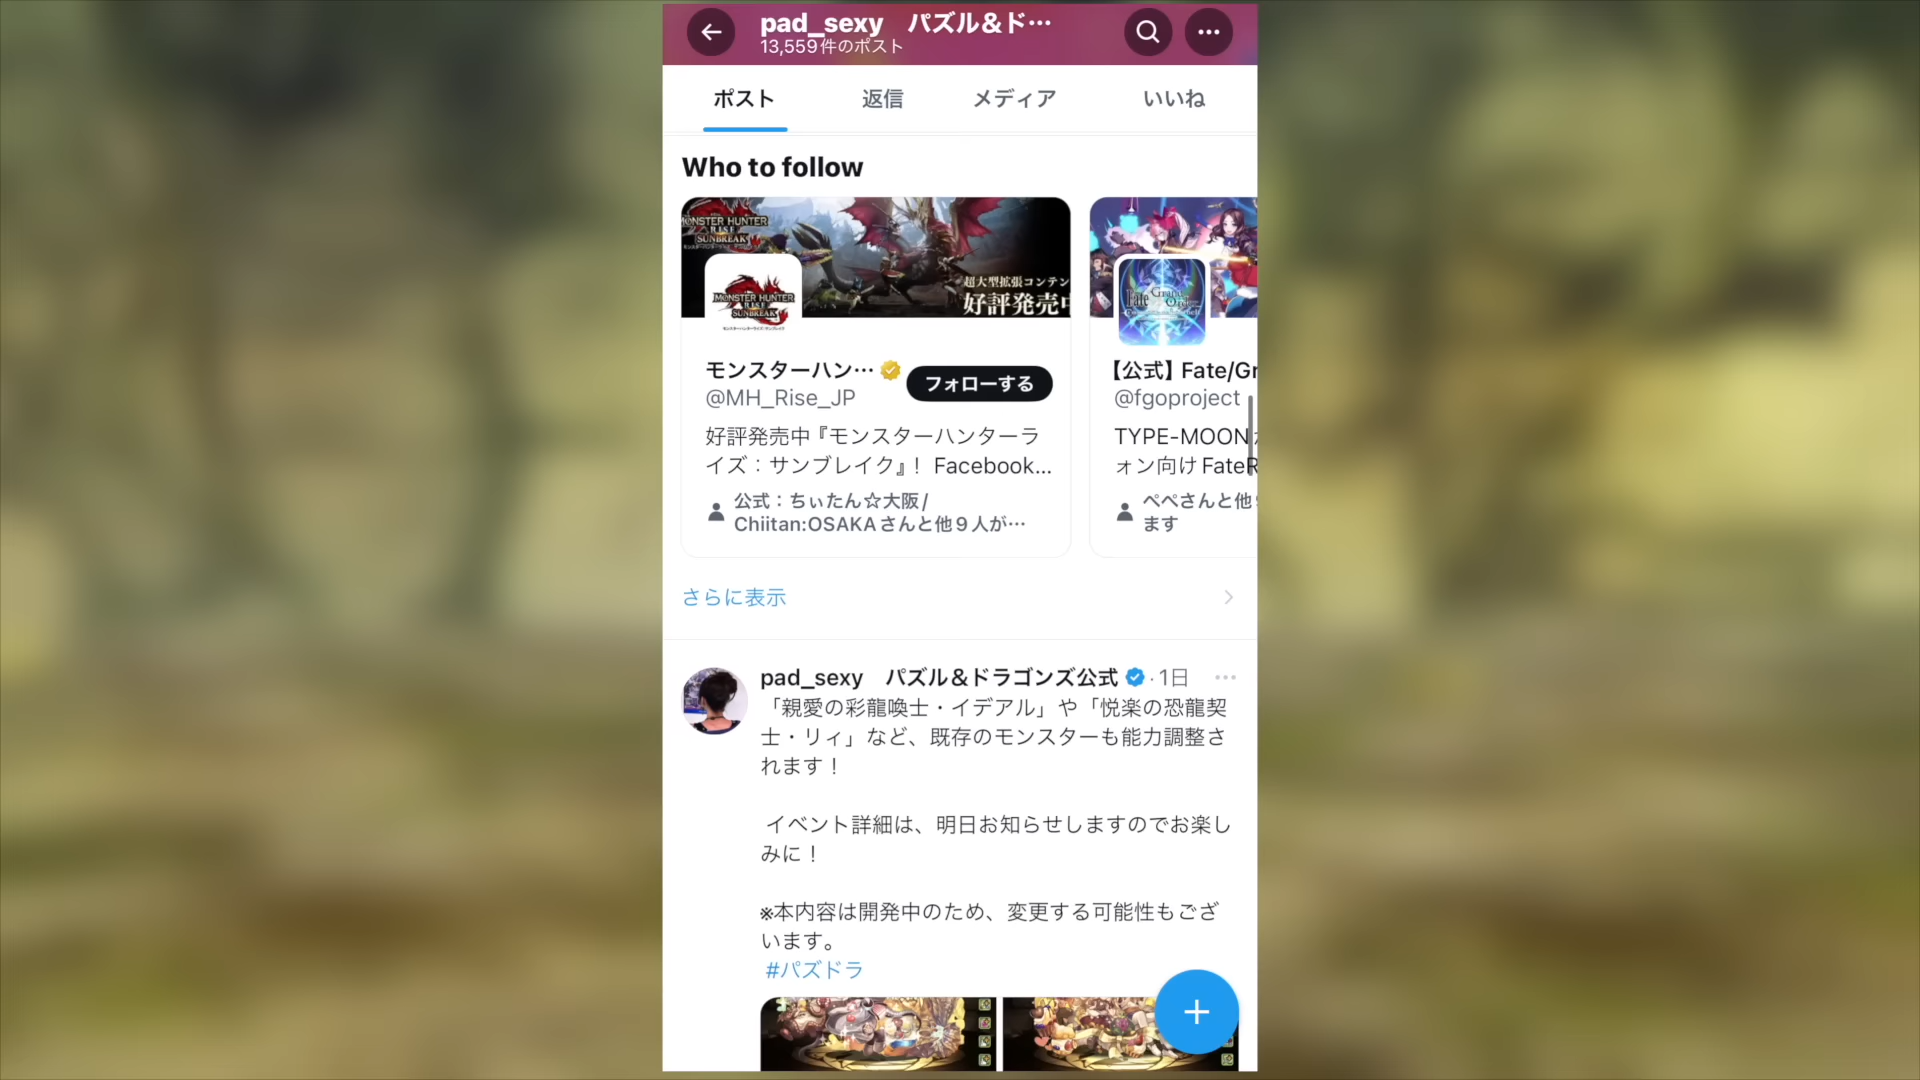 pad_sexy　パズル＆ド…
13,559 件のポスト
ポスト
返信
メディア
いいね
Who to follow
MONSTER HUNTER
RISE
SUNBREAK
超大型拡張コンテン
好評発売中
MONSTER HUNTER
RISE
SUNBREAK
モンスターハン…
フォローする
@MH_Rise_JP
好評発売中『モンスターハンターラ
イズ：サンブレイク』！ Facebook...
公式：ちぃたん☆大阪/
Chiitan:OSAKAさんと他９人が…
Fate
Grand Order
【公式】Fate/Gr
@fgoproject
TYPE-MOON
ォン向け FateR
ぺぺさんと他
ます
さらに表示
pad_sexy　パズル＆ドラゴンズ公式 · 1日
「親愛の彩龍喚士・イデアル」や「悦楽の恐龍契
士・リィ」など、既存のモンスターも能力調整さ
れます！
イベント詳細は、明日お知らせしますのでお楽し
みに！
※本内容は開発中のため、変更する可能性もござ
います。
#パズドラ